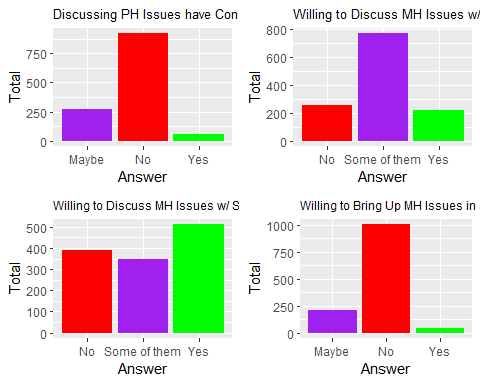 Discussing PH Issues have Con
750
500
250
0
Total
Maybe No Yes
Answer
Willing to Discuss MH Issues w/
800
600
400
200
0
Total
No Some of them Yes
Answer
Willing to Discuss MH Issues w/ S
500
400
300
200
100
0
Total
No Some of them Yes
Answer
Willing to Bring Up MH Issues in
1000
750
500
250
0
Total
Maybe No Yes
Answer